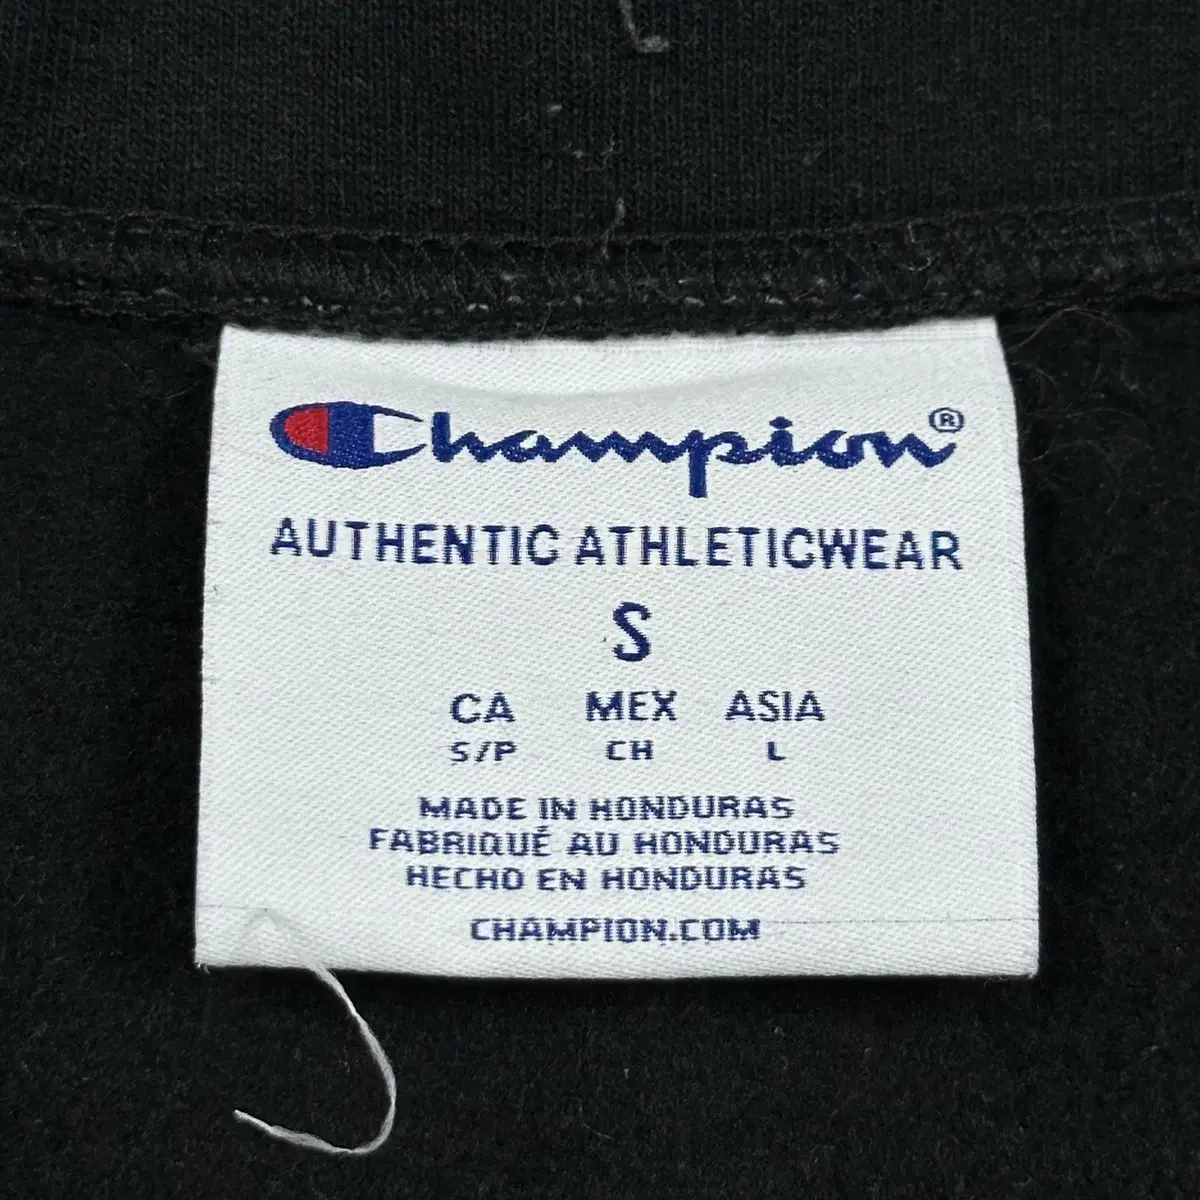 Champion®
AUTHENTIC ATHLETICWEAR
S
CA MEX ASIA
S/P CH L
MADE IN HONDURAS
FABRIQUÉ AU HONDURAS
HECHO EN HONDURAS
CHAMPION.COM